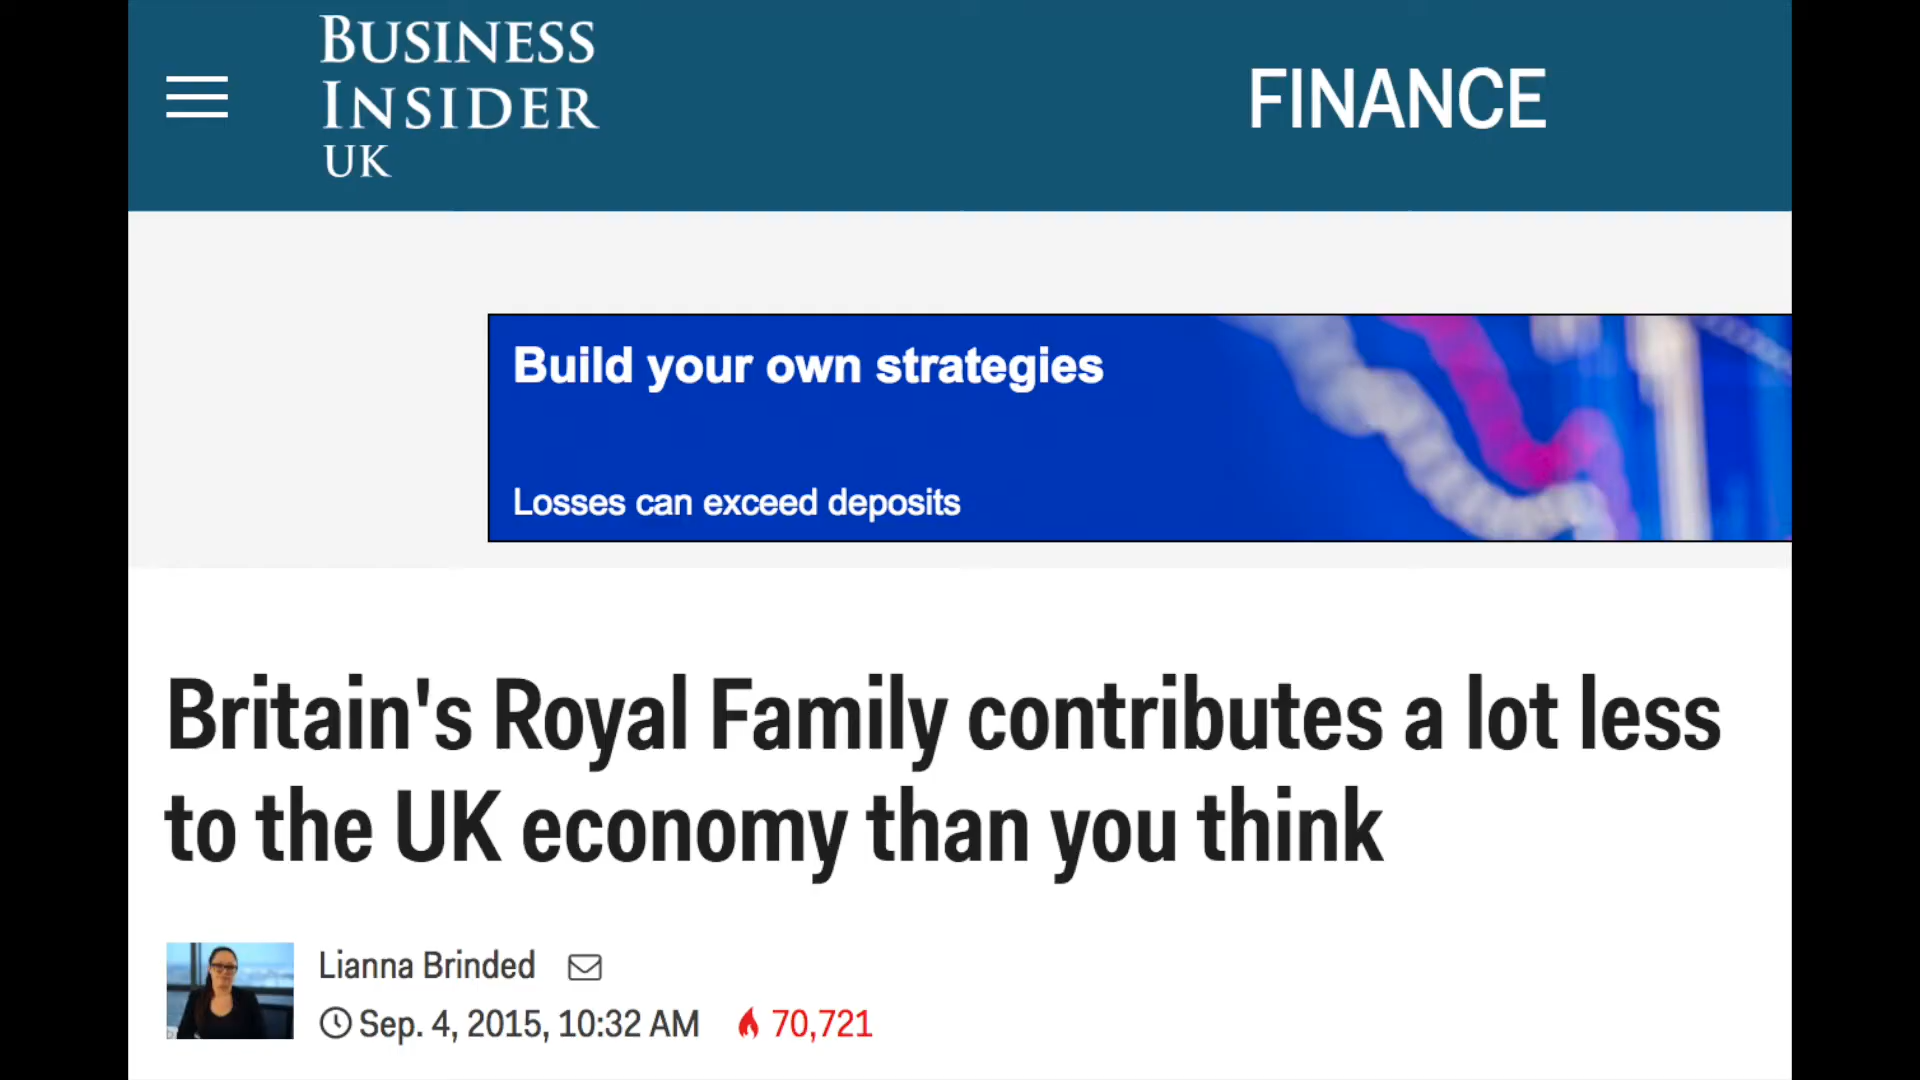 BUSINESS
INSIDER
UK
FINANCE
Build your own strategies
Losses can exceed deposits
Britain's Royal Family contributes a lot less
to the UK economy than you think
Lianna Brinded
Sep. 4, 2015, 10:32 AM 70,721